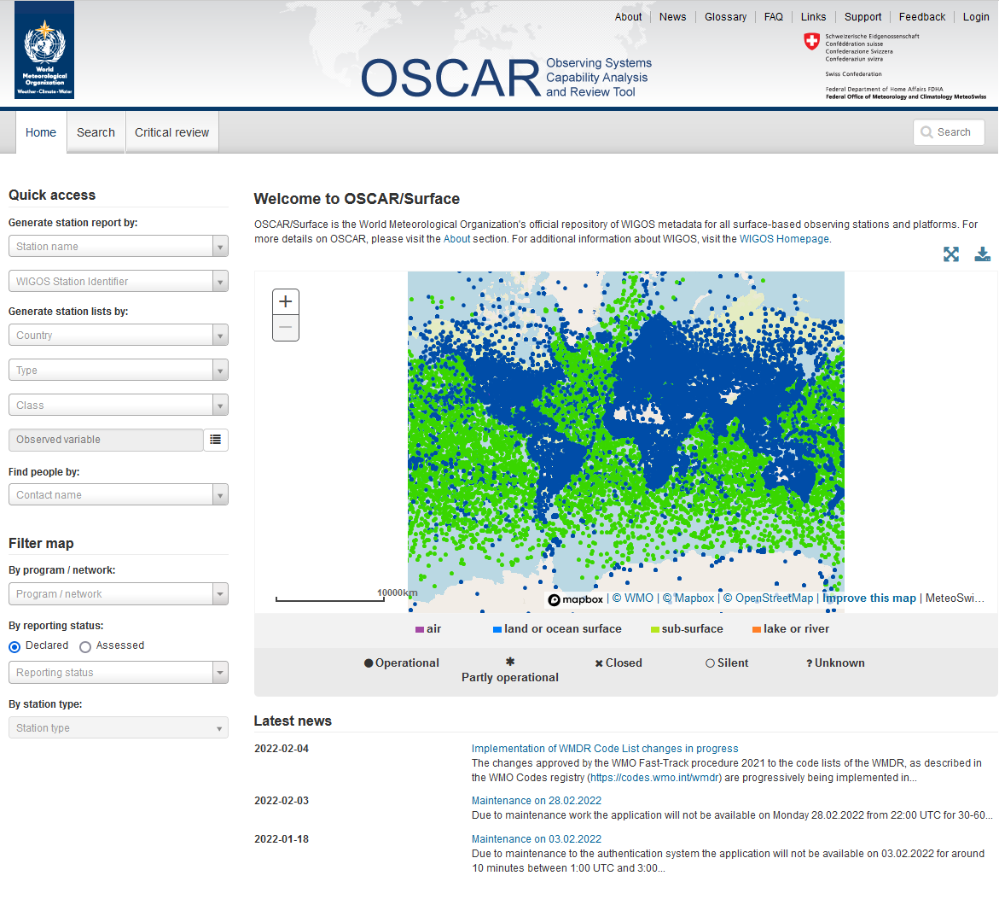 About
News
Glossary
FAQ
Links
Support
Feedback
Login
World
Meteorological
Organization
Weather · Climate · Water
OSCAR
Observing Systems
Capability Analysis
and Review Tool
Schweizerische Eidgenossenschaft
Confédération suisse
Confederazione Svizzera
Confederaziun svizra
Swiss Confederation
Federal Department of Home Affairs FDHA
Federal Office of Meteorology and Climatology MeteoSwiss
Home
Search
Critical review
Search
Quick access
Generate station report by:
Station name
WIGOS Station Identifier
Generate station lists by:
Country
Type
Class
Observed variable
Find people by:
Contact name
Filter map
By program / network:
Program / network
By reporting status:
Declared
Assessed
Reporting status
By station type:
Station type
Welcome to OSCAR/Surface
OSCAR/Surface is the World Meteorological Organization's official repository of WIGOS metadata for all surface-based observing stations and platforms. For
more details on OSCAR, please visit the About section. For additional information about WIGOS, visit the WIGOS Homepage.
+
−
10000km
mapbox | © WMO | © Mapbox | © OpenStreetMap | Improve this map | MeteoSwi...
air
land or ocean surface
sub-surface
lake or river
Operational
Partly operational
Closed
Silent
? Unknown
Latest news
2022-02-04
Implementation of WMDR Code List changes in progress
The changes approved by the WMO Fast-Track procedure 2021 to the code lists of the WMDR, as described in
the WMO Codes registry (https://codes.wmo.int/wmdr) are progressively being implemented in...
2022-02-03
Maintenance on 28.02.2022
Due to maintenance work the application will not be available on Monday 28.02.2022 from 22:00 UTC for 30-60...
2022-01-18
Maintenance on 03.02.2022
Due to maintenance to the authentication system the application will not be available on 03.02.2022 for around
10 minutes between 1:00 UTC and 3:00...